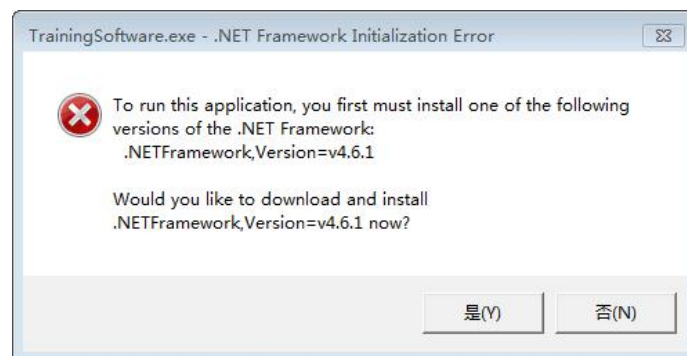 TrainingSoftware.exe - .NET Framework Initialization Error
To run this application, you first must install one of the following
versions of the .NET Framework:
.NETFramework,Version=v4.6.1
Would you like to download and install
.NETFramework,Version=v4.6.1 now?
是(Y)
否(N)